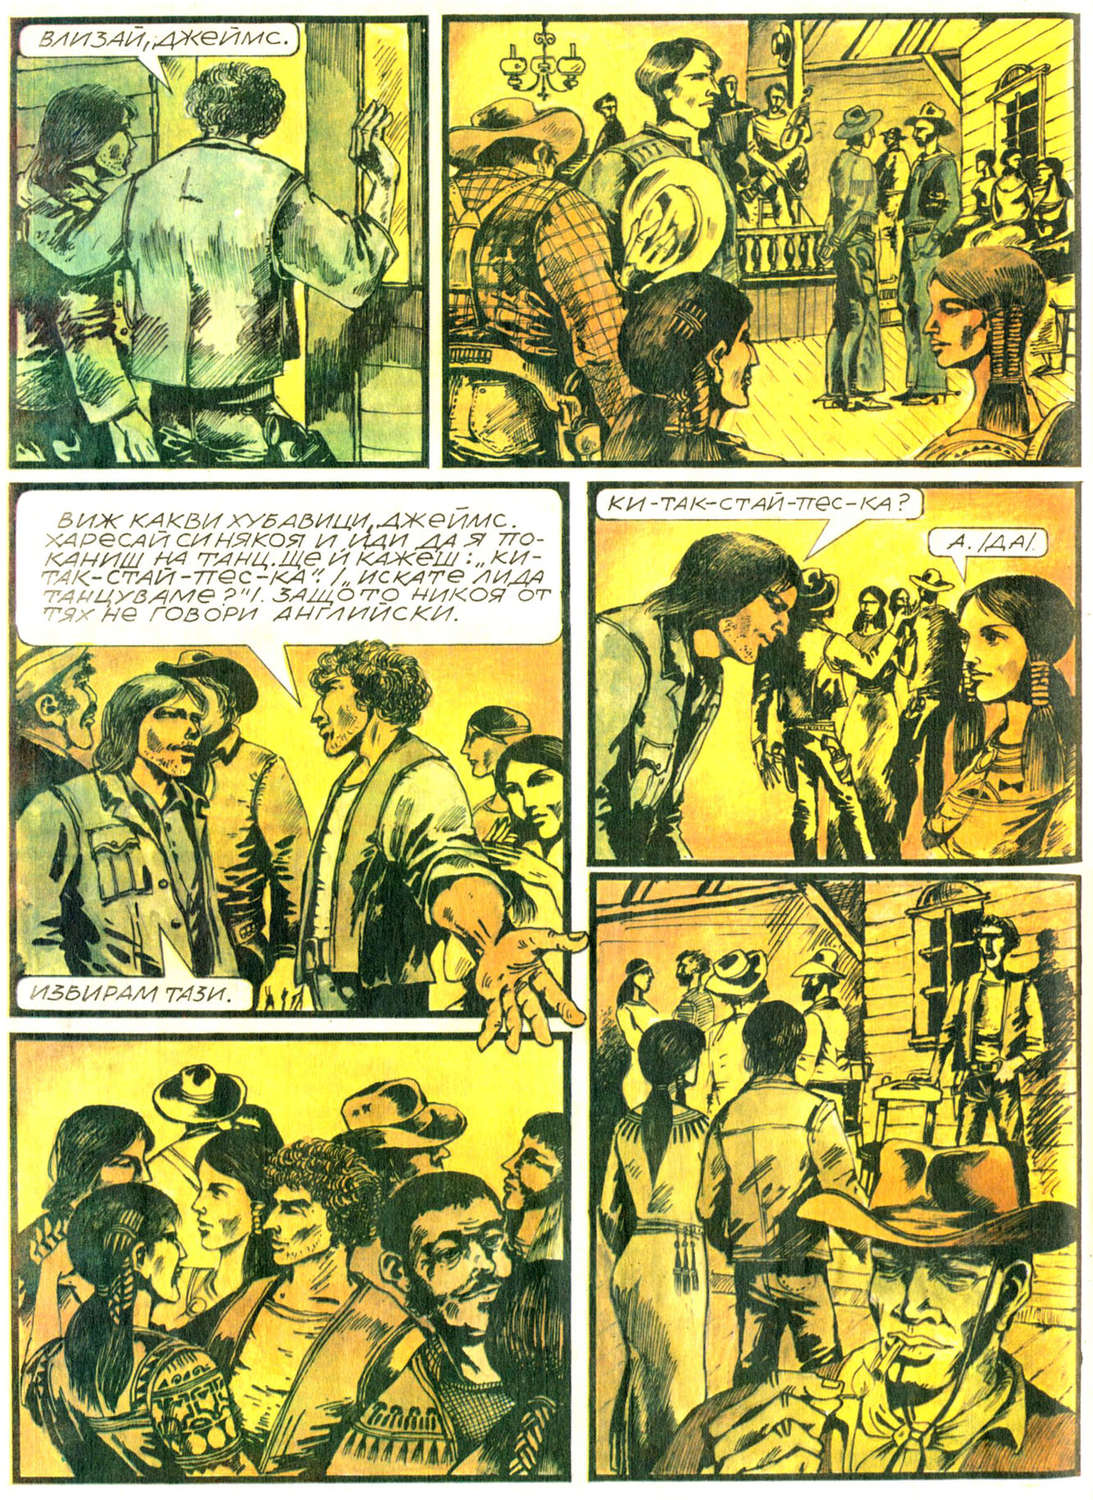 ВЛИЗАЙ, ДЖЕЙМС.
ВИЖ КАКВИ ХУБАВИЦИ, ДЖЕЙМС.
ХАРЕСАЙ СИ НЯКОЯ И ИДИ ДА Я ПО-
КАНИШ НА ТАНЦ. ЩЕ Й КАЖЕШ: „КИ-
ТАК-СТАЙ-ПЕС-КА“. /„ИСКАТЕ ЛИ ДА
ТАНЦУВАМЕ?“/. ЗАЩОТО НИКОЯ ОТ
ТЯХ НЕ ГОВОРИ АНГЛИЙСКИ.
ИЗБИРАМ ТАЗИ.
КИ-ТАК-СТАЙ-ПЕС-КА?
А. /ДА/.